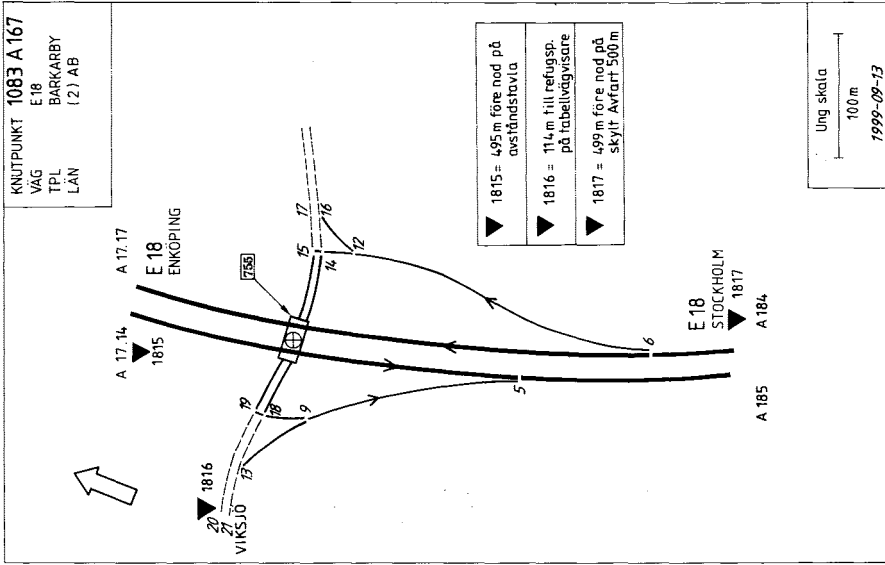 KNUTPUNKT 1083 A167
VÄG E18
TPL BARKARBY
LÄN (2) AB
A 17.17
E 18
ENKÖPING
A 17.14
1815
755
15
17
16
14
12
19
18
9
13
1816
20
21
VIKSJÖ
1815 = 495 m före nod på
avståndstavla
1816 = 114 m till refugsp.
på tabellvägvisare
1817 = 499 m före nod på
skylt Avfart 500 m
5
6
E 18
STOCKHOLM
1817
A 184
A 185
Ung skala
100 m
1999-09-13